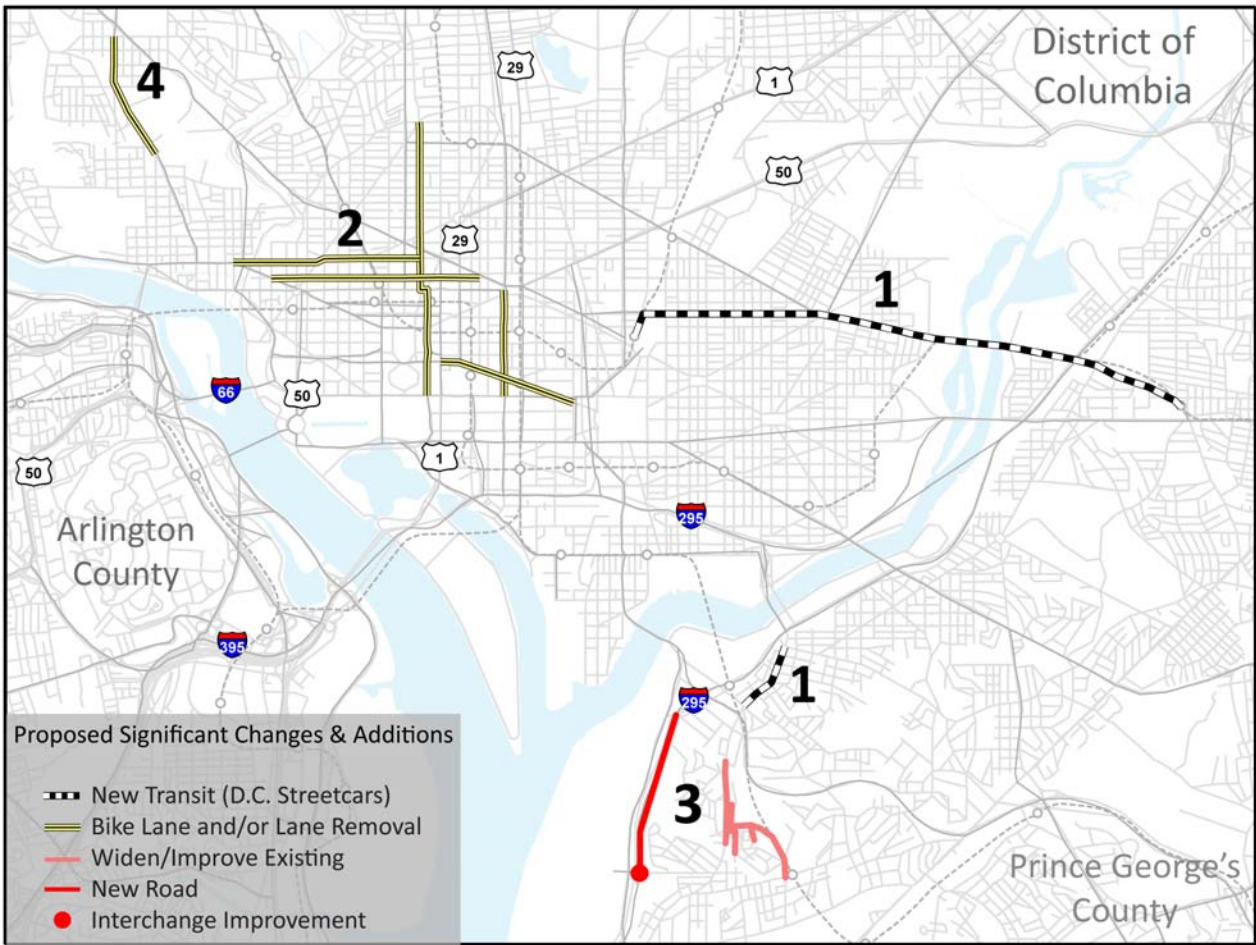 District of
Columbia
4
29
1
50
2
29
1
66
50
1
50
295
Arlington
County
395
1
295
3
Proposed Significant Changes & Additions
New Transit (D.C. Streetcars)
Bike Lane and/or Lane Removal
Widen/Improve Existing
New Road
Interchange Improvement
Prince George's
County